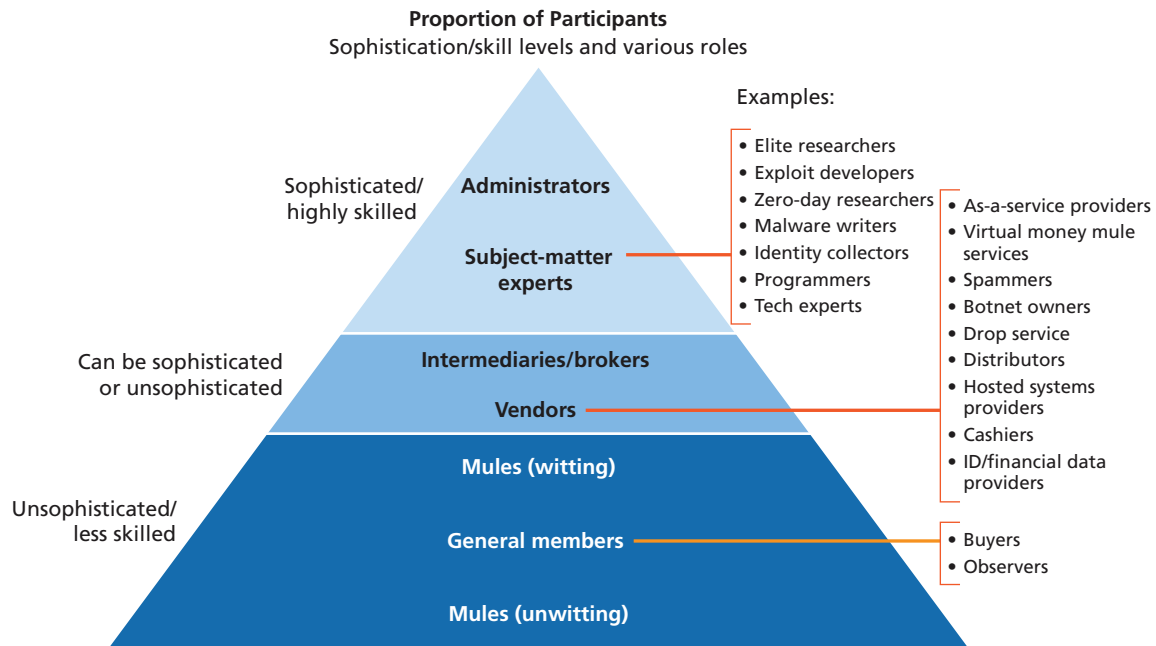 Proportion of Participants
Sophistication/skill levels and various roles
Sophisticated/
highly skilled
Administrators
Subject-matter
experts
Examples:
• Elite researchers
• Exploit developers
• Zero-day researchers
• Malware writers
• Identity collectors
• Programmers
• Tech experts
Can be sophisticated
or unsophisticated
Intermediaries/brokers
Vendors
• As-a-service providers
• Virtual money mule
services
• Spammers
• Botnet owners
• Drop service
• Distributors
• Hosted systems
providers
• Cashiers
• ID/financial data
providers
Unsophisticated/
less skilled
Mules (witting)
General members
• Buyers
• Observers
Mules (unwitting)